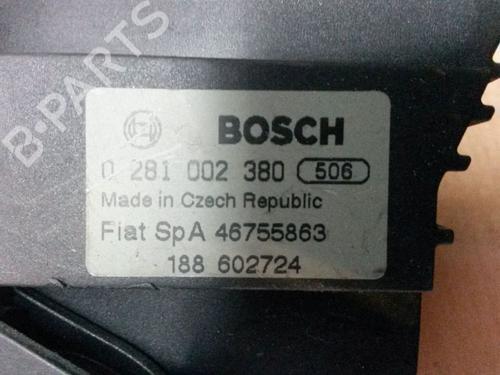 B-PARTS
BOSCH
0 281 002 380 506
Made in Czech Republic
Fiat SpA 46755863
188 602724